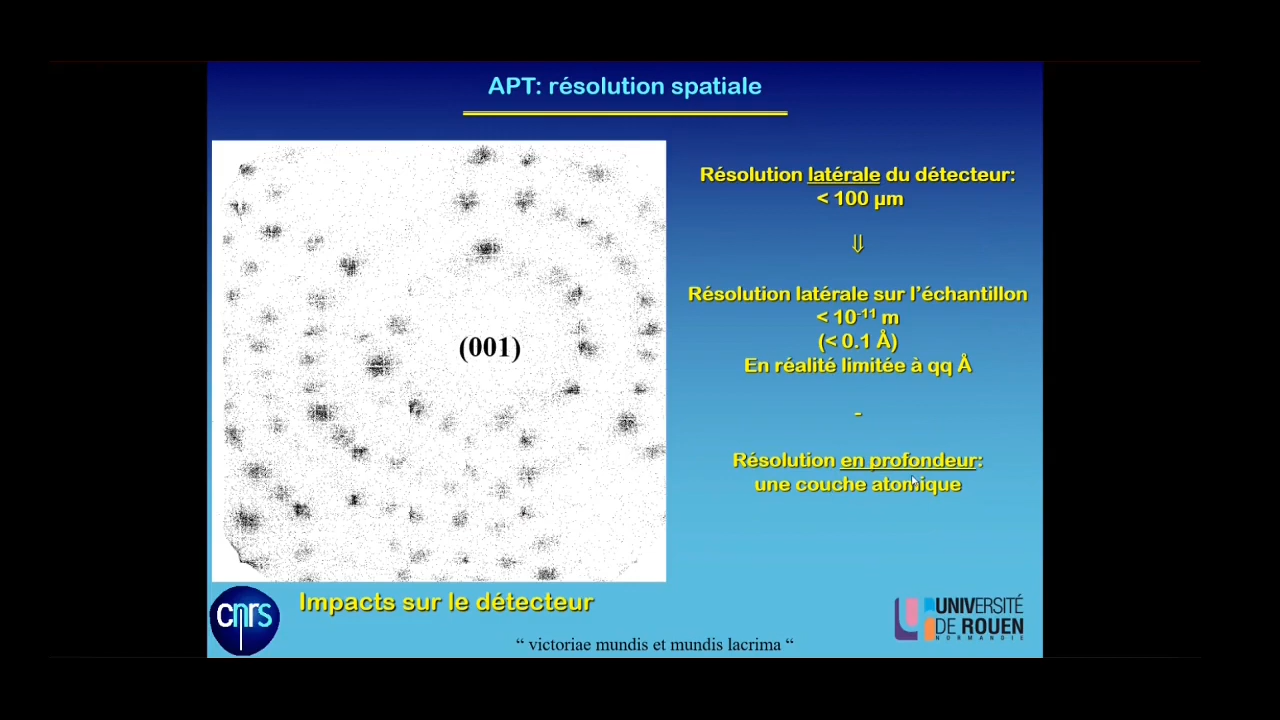 APT: résolution spatiale
Résolution latérale du détecteur:
< 100 µm
⇓
Résolution latérale sur l'échantillon
< 10⁻¹¹ m
(< 0.1 Å)
En réalité limitée à qq Å
-
Résolution en profondeur:
une couche atomique
(001)
Impacts sur le détecteur
cnrs
UNIVERSITÉ
DE ROUEN
NORMANDIE
“ victoriae mundis et mundis lacrima “